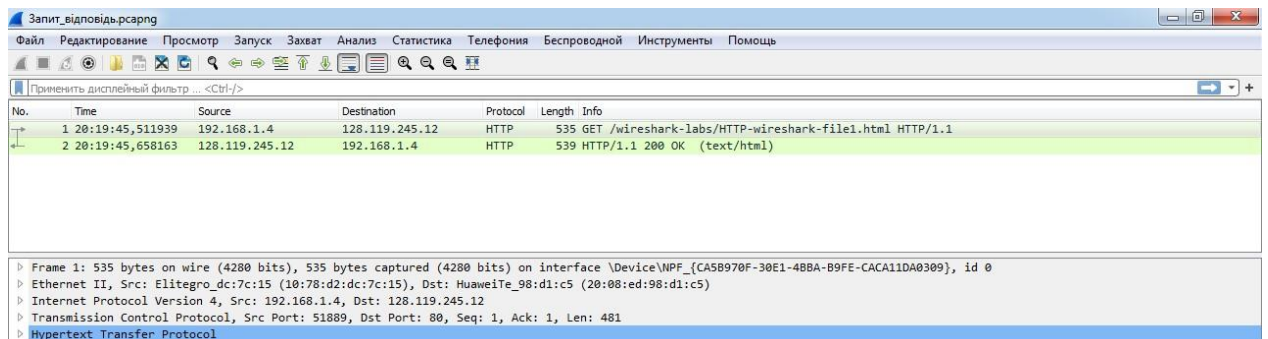 Запит_відповідь.pcapng
Файл Редактирование Просмотр Запуск Захват Анализ Статистика Телефония Беспроводной Инструменты Помощь
Применить дисплейный фильтр ... <Ctrl-/>
No. Time Source Destination Protocol Length Info
1 20:19:45,511939 192.168.1.4 128.119.245.12 HTTP 535 GET /wireshark-labs/HTTP-wireshark-file1.html HTTP/1.1
2 20:19:45,658163 128.119.245.12 192.168.1.4 HTTP 539 HTTP/1.1 200 OK (text/html)
Frame 1: 535 bytes on wire (4280 bits), 535 bytes captured (4280 bits) on interface \Device\NPF_{CA5B970F-30E1-4BBA-B9FE-CACA11DA0309}, id 0
Ethernet II, Src: Elitegro_dc:7c:15 (10:78:d2:dc:7c:15), Dst: HuaweiTe_98:d1:c5 (20:08:ed:98:d1:c5)
Internet Protocol Version 4, Src: 192.168.1.4, Dst: 128.119.245.12
Transmission Control Protocol, Src Port: 51889, Dst Port: 80, Seq: 1, Ack: 1, Len: 481
Hypertext Transfer Protocol